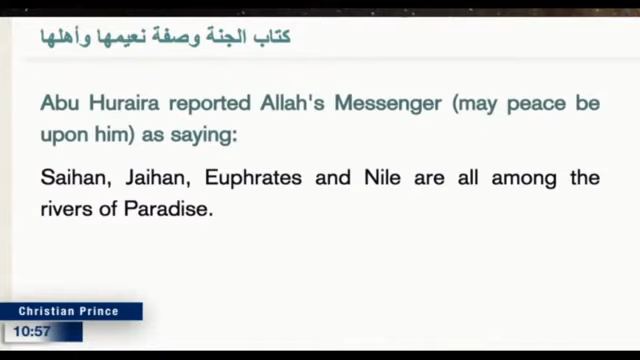 كتاب الجنة وصفة نعيمها وأهلها
Abu Huraira reported Allah's Messenger (may peace be
upon him) as saying:
Saihan, Jaihan, Euphrates and Nile are all among the
rivers of Paradise.
Christian Prince
10:57